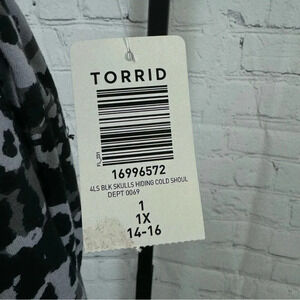 TORRID
16996572
4LS BLK SKULLS HIDING COLD SHOUL
DEPT 0069
1
1X
14-16